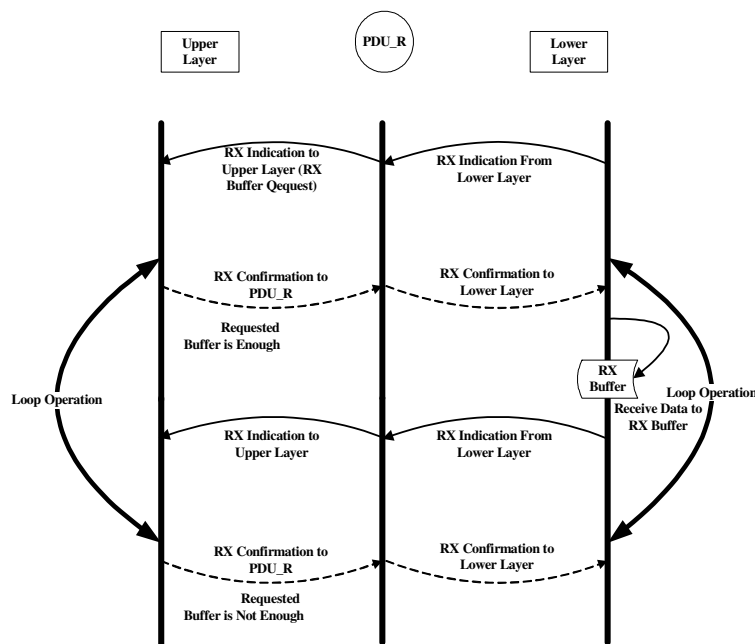 Upper
Layer
PDU_R
Lower
Layer
RX Indication to
Upper Layer (RX
Buffer Qequest)
RX Indication From
Lower Layer
RX Confirmation to
PDU_R
RX Confirmation to
Lower Layer
Requested
Buffer is Enough
RX
Buffer
Loop Operation
Loop Operation
Receive Data to
RX Buffer
RX Indication to
Upper Layer
RX Indication From
Lower Layer
RX Confirmation to
PDU_R
RX Confirmation to
Lower Layer
Requested
Buffer is Not Enough